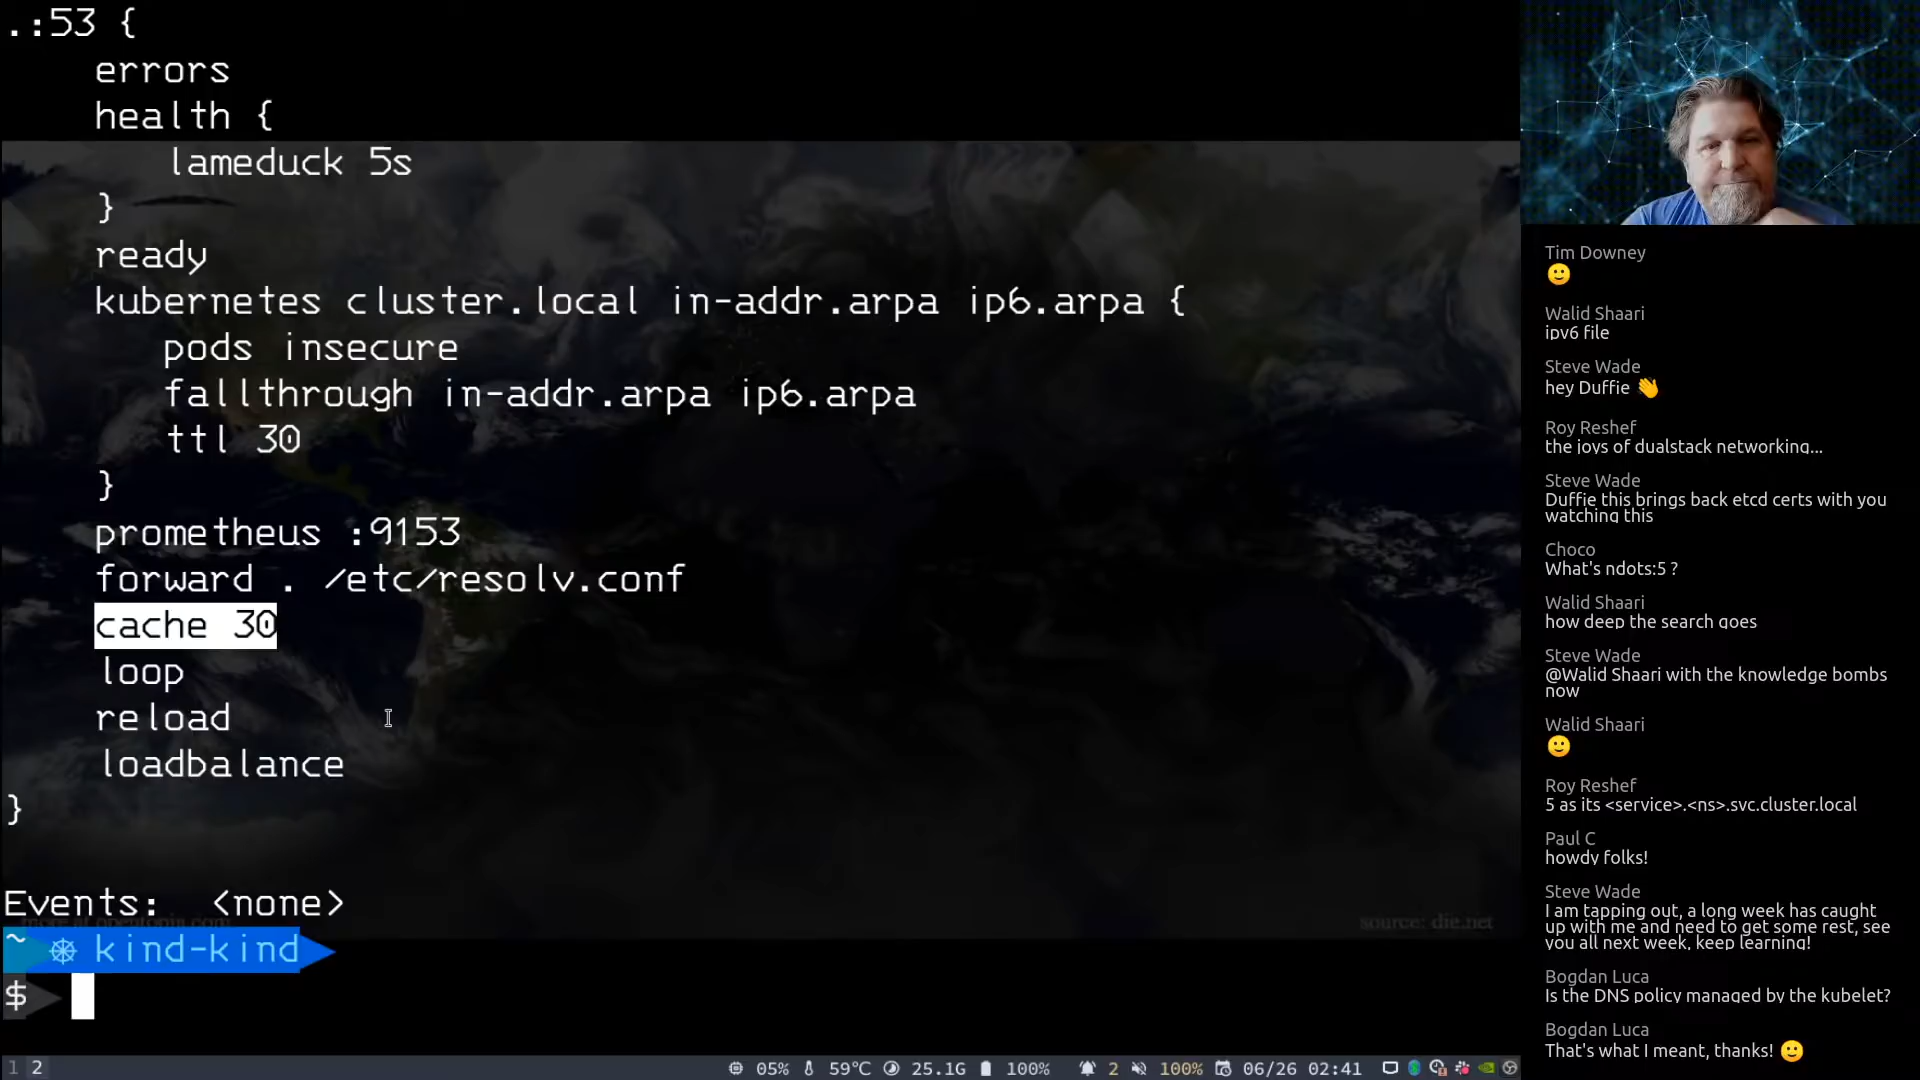 .:53 {
errors
health {
lameduck 5s
}
ready
kubernetes cluster.local in-addr.arpa ip6.arpa {
pods insecure
fallthrough in-addr.arpa ip6.arpa
ttl 30
}
prometheus :9153
forward . /etc/resolv.conf
cache 30
loop
reload
loadbalance
}
Events: <none>
source: die.net
~ kind-kind
$
1 2
05% 59°C 25.1G 100% 2 100% 06/26 02:41
Tim Downey
🙂
Walid Shaari
ipv6 file
Steve Wade
hey Duffie 👋
Roy Reshef
the joys of dualstack networking...
Steve Wade
Duffie this brings back etcd certs with you
watching this
Choco
What's ndots:5 ?
Walid Shaari
how deep the search goes
Steve Wade
@Walid Shaari with the knowledge bombs
now
Walid Shaari
🙂
Roy Reshef
5 as its <service>.<ns>.svc.cluster.local
Paul C
howdy folks!
Steve Wade
I am tapping out, a long week has caught
up with me and need to get some rest, see
you all next week, keep learning!
Bogdan Luca
Is the DNS policy managed by the kubelet?
Bogdan Luca
That's what I meant, thanks! 🙂